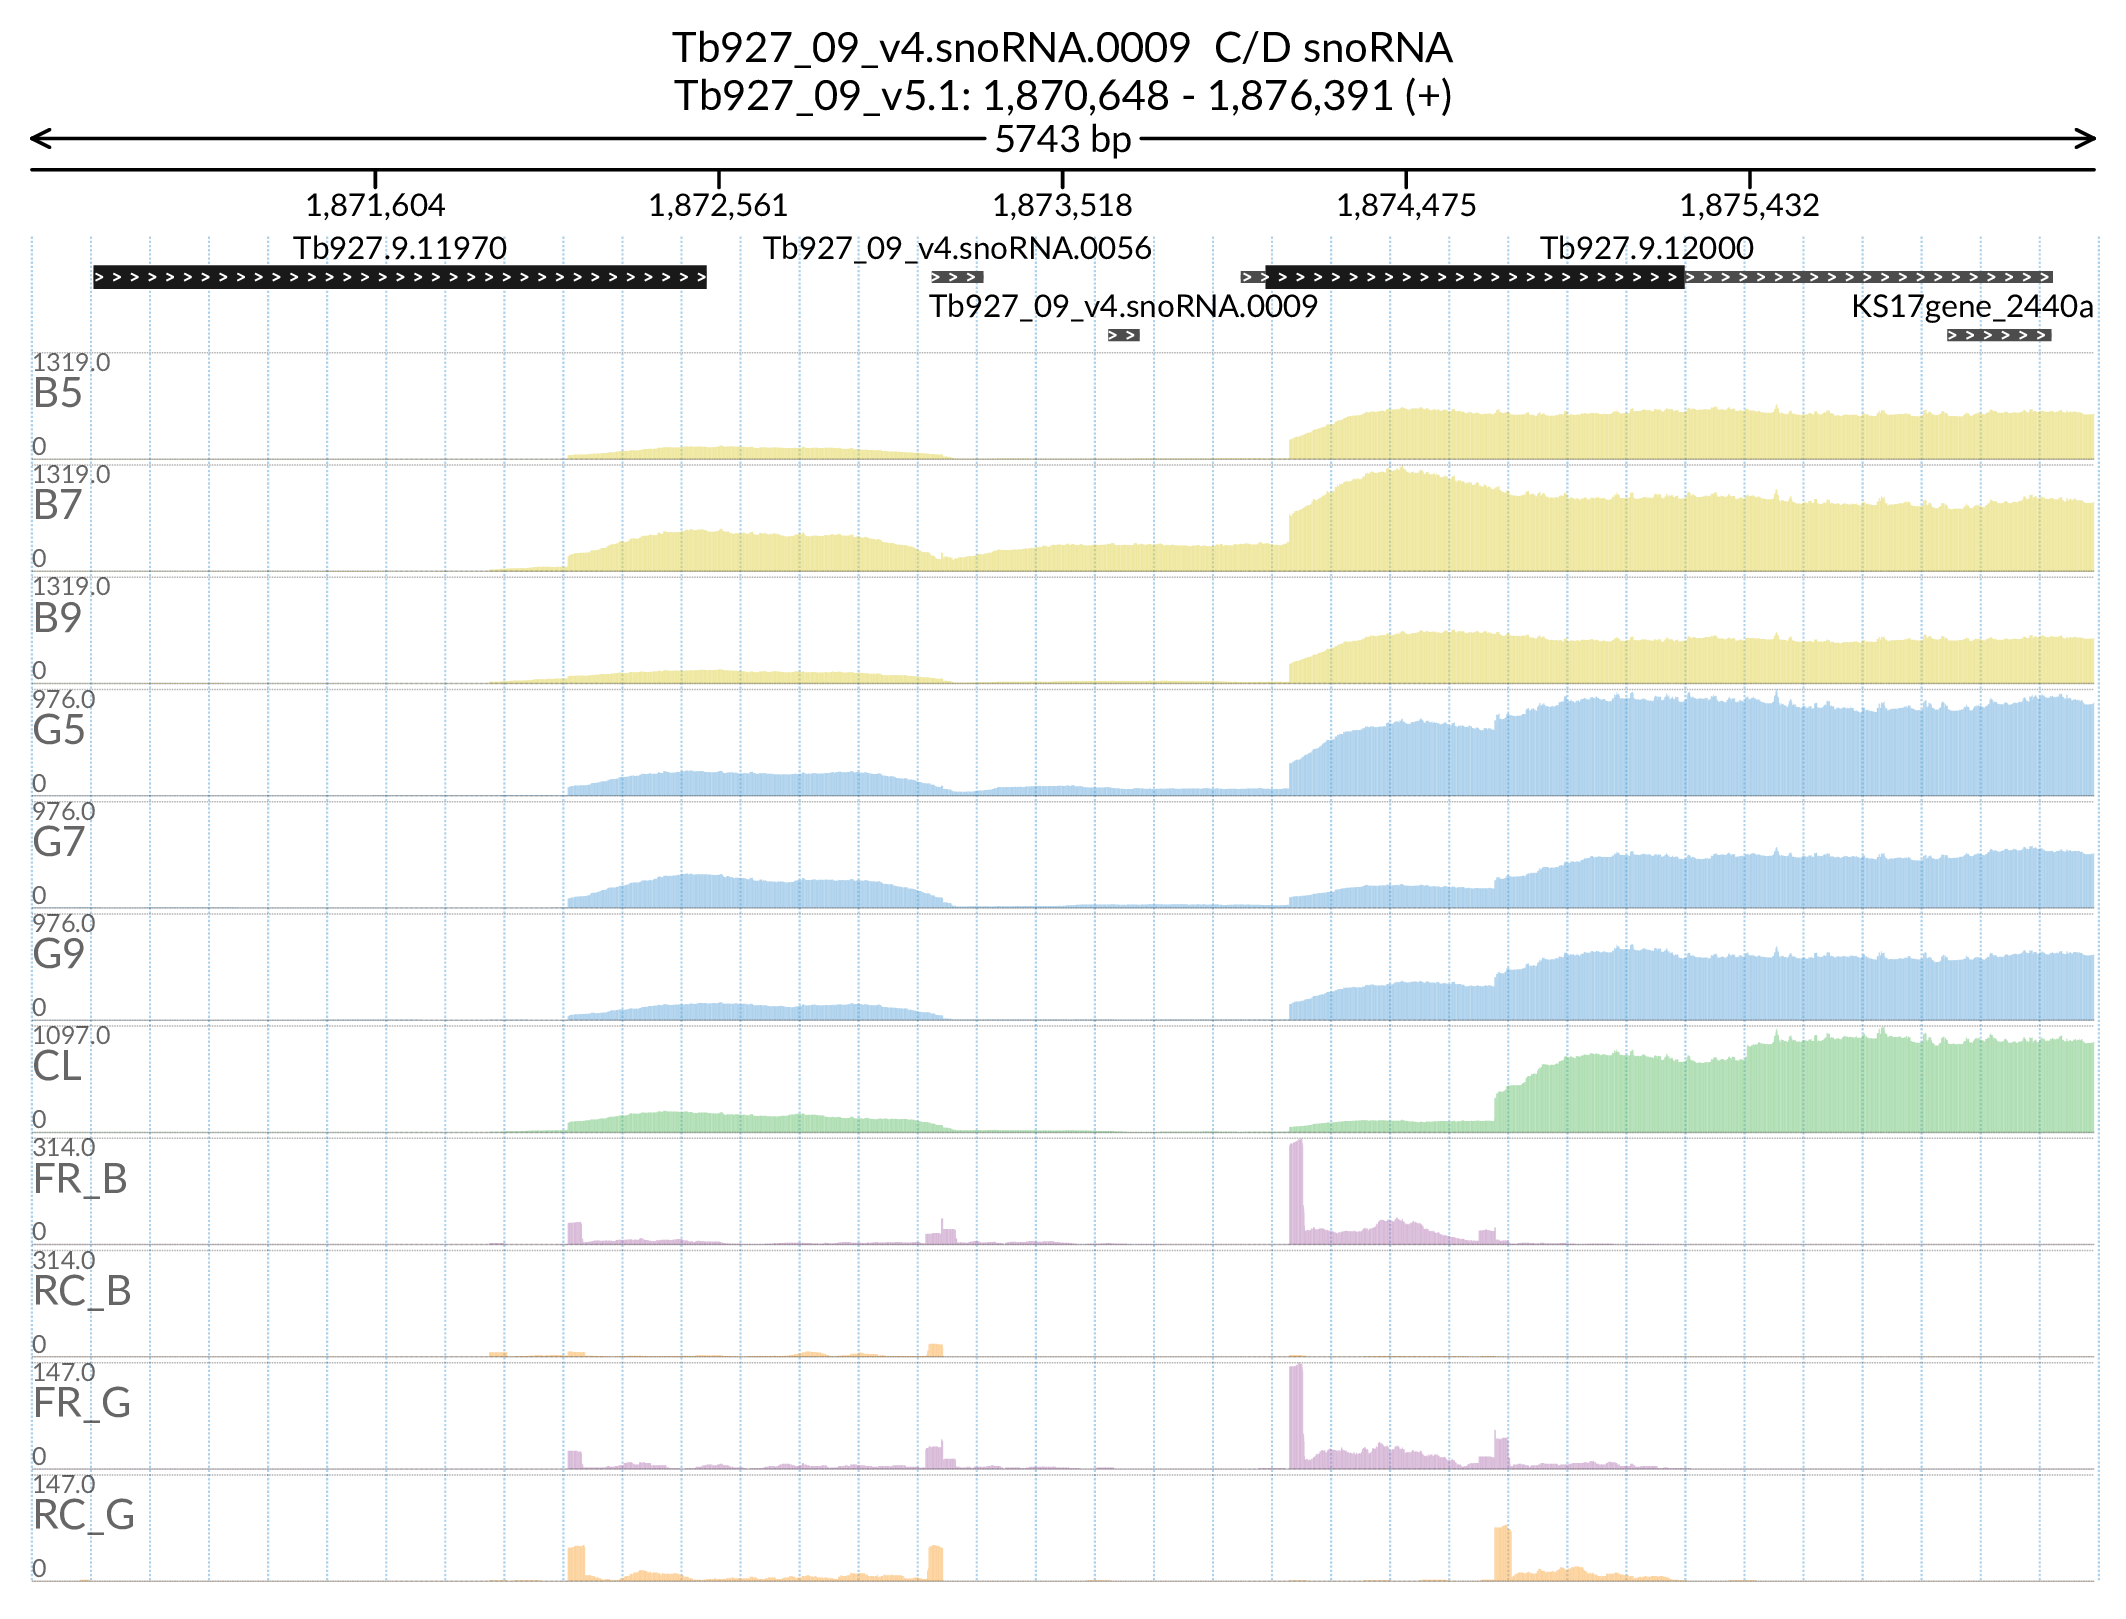 Tb927_09_v4.snoRNA.0009 C/D snoRNA
Tb927_09_v5.1: 1,870,648 - 1,876,391 (+)
5743 bp
1,871,604 1,872,561 1,873,518 1,874,475 1,875,432
Tb927.9.11970 Tb927_09_v4.snoRNA.0056 Tb927.9.12000
Tb927_09_v4.snoRNA.0009 KS17gene_2440a
1319.0
B5
0
1319.0
B7
0
1319.0
B9
0
976.0
G5
0
976.0
G7
0
976.0
G9
0
1097.0
CL
0
314.0
FR_B
0
314.0
RC_B
0
147.0
FR_G
0
147.0
RC_G
0